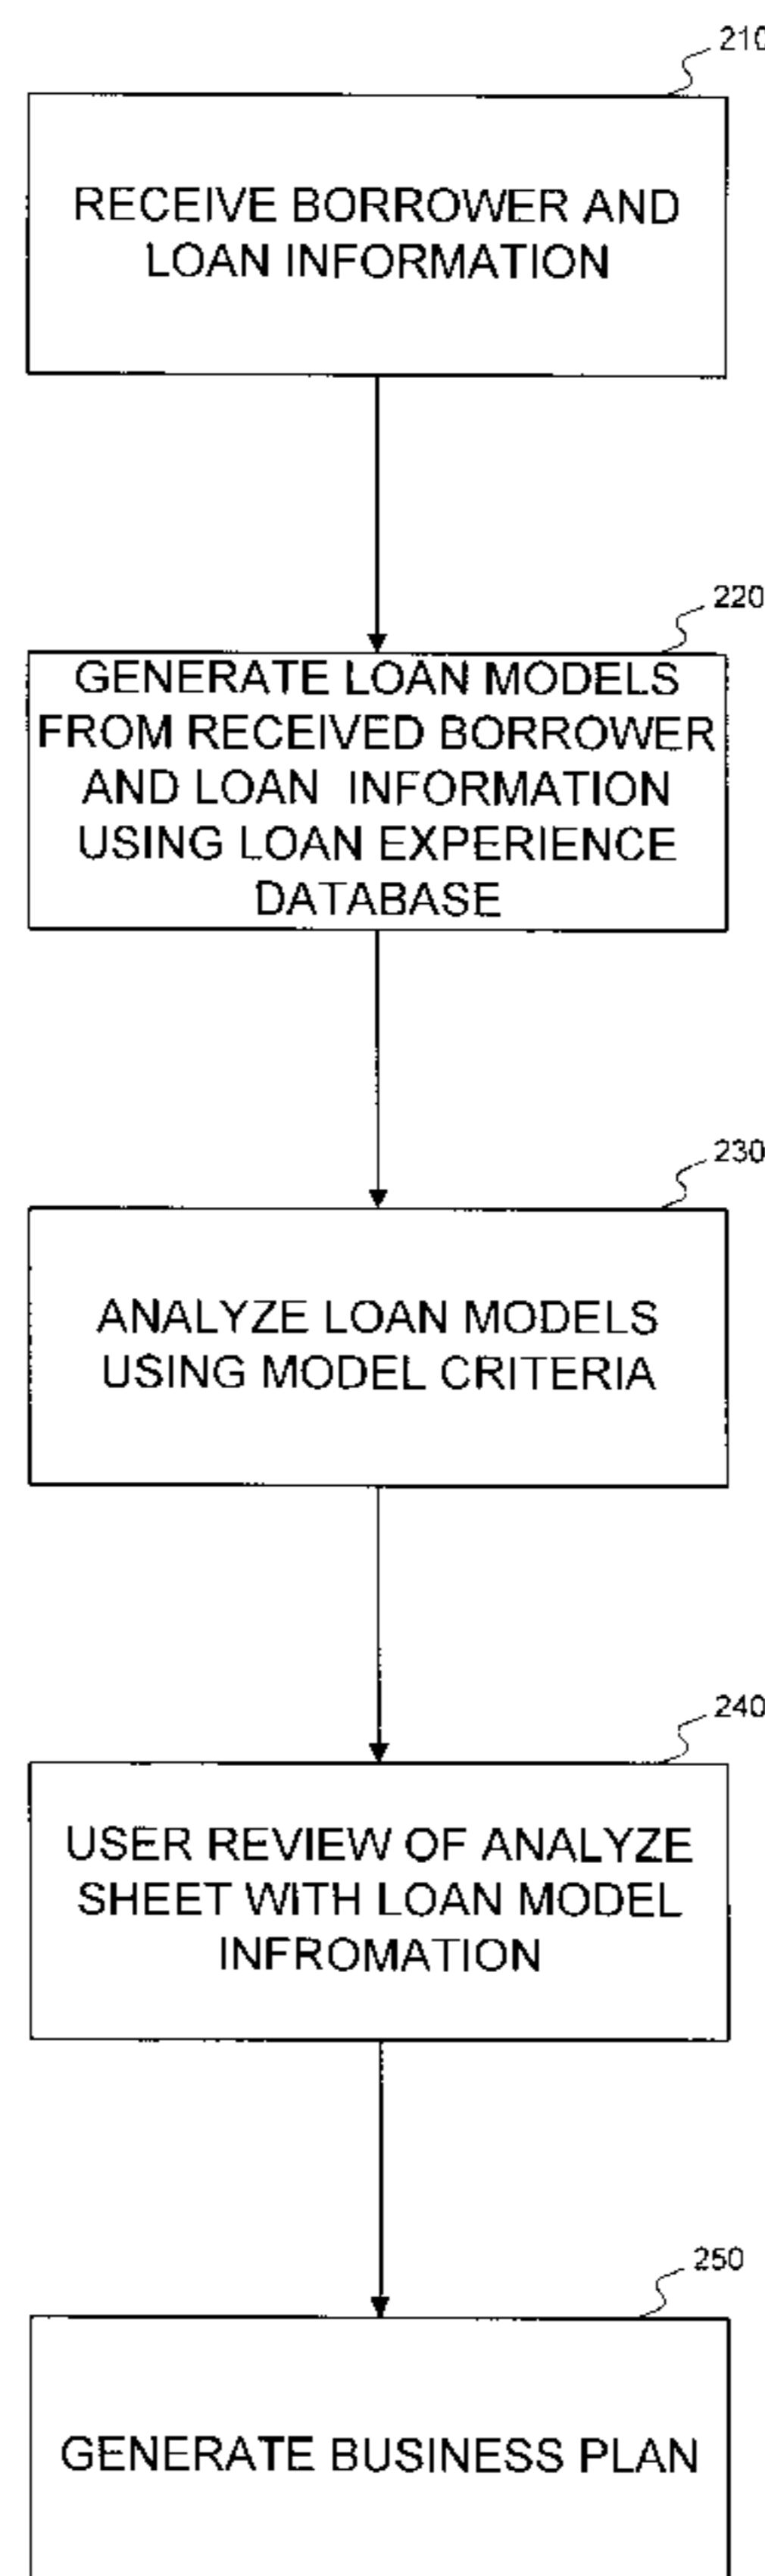 210
RECEIVE BORROWER AND
LOAN INFORMATION
220
GENERATE LOAN MODELS
FROM RECEIVED BORROWER
AND LOAN INFORMATION
USING LOAN EXPERIENCE
DATABASE
230
ANALYZE LOAN MODELS
USING MODEL CRITERIA
240
USER REVIEW OF ANALYZE
SHEET WITH LOAN MODEL
INFROMATION
250
GENERATE BUSINESS PLAN